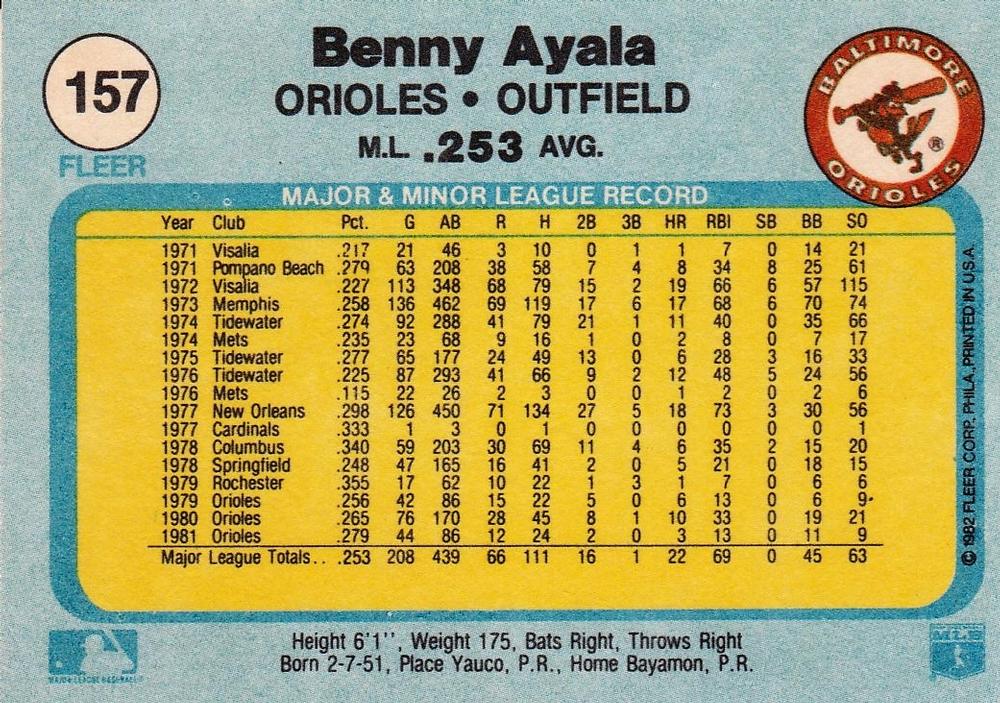 157
FLEER
Benny Ayala
ORIOLES • OUTFIELD
M.L. .253 AVG.
BALTIMORE
ORIOLES
®
MAJOR & MINOR LEAGUE RECORD
Year Club Pct. G AB R H 2B 3B HR RBI SB BB SO
1971 Visalia .217 21 46 3 10 0 1 1 7 0 14 21
1971 Pompano Beach .279 63 208 38 58 7 4 8 34 8 25 61
1972 Visalia .227 113 348 68 79 15 2 19 66 6 57 115
1973 Memphis .258 136 462 69 119 17 6 17 68 6 70 74
1974 Tidewater .274 92 288 41 79 21 1 11 40 0 35 66
1974 Mets .235 23 68 9 16 1 0 2 8 0 7 17
1975 Tidewater .277 65 177 24 49 13 0 6 28 3 16 33
1976 Tidewater .225 87 293 41 66 9 2 12 48 5 24 56
1976 Mets .115 22 26 2 3 0 0 1 2 0 2 6
1977 New Orleans .298 126 450 71 134 27 5 18 73 3 30 56
1977 Cardinals .333 1 3 0 1 0 0 0 0 0 0 1
1978 Columbus .340 59 203 30 69 11 4 6 35 2 15 20
1978 Springfield .248 47 165 16 41 2 0 5 21 0 18 15
1979 Rochester .355 17 62 10 22 1 3 1 7 0 6 6
1979 Orioles .256 42 86 15 22 5 0 6 13 0 6 9
1980 Orioles .265 76 170 28 45 8 1 10 33 0 19 21
1981 Orioles .279 44 86 12 24 2 0 3 13 0 11 9
Major League Totals.. .253 208 439 66 111 16 1 22 69 0 45 63
© 1982 FLEER CORP. PHILA., PRINTED IN U.S.A.
Height 6'1'', Weight 175, Bats Right, Throws Right
Born 2-7-51, Place Yauco, P.R., Home Bayamon, P.R.
MAJOR LEAGUE BASEBALL
MLB